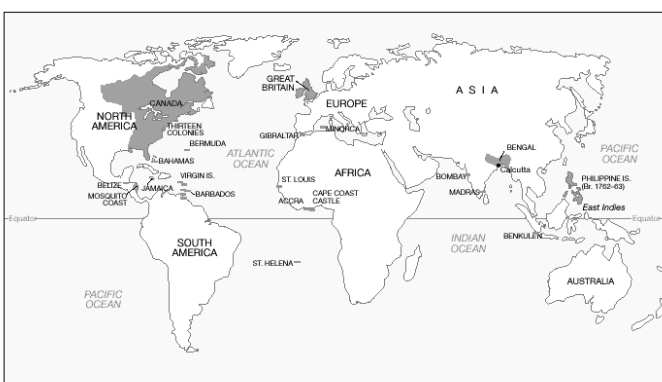 GREAT
BRITAIN
ASIA
CANADA
EUROPE
NORTH
AMERICA
THIRTEEN
COLONIES
GIBRALTAR
MINORCA
BERMUDA
BENGAL
PACIFIC
OCEAN
ATLANTIC
OCEAN
BAHAMAS
Calcutta
AFRICA
VIRGIN IS.
ST. LOUIS
BOMBAY
PHILIPPINE IS.
(Br. 1762–63)
BELIZE
JAMAICA
MOSQUITO
COAST
BARBADOS
ACCRA
CAPE COAST
CASTLE
MADRAS
East Indies
Equator
Equator
INDIAN
OCEAN
BENKULEN
SOUTH
AMERICA
ST. HELENA
AUSTRALIA
PACIFIC
OCEAN